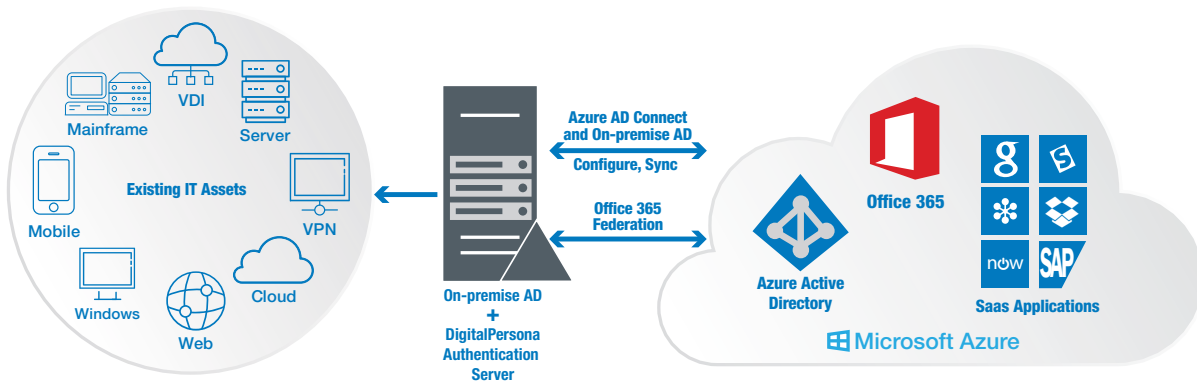 VDI
Mainframe
Server
Existing IT Assets
Mobile
VPN
Windows
Cloud
Web
On-premise AD
+
DigitalPersona
Authentication
Server
Azure AD Connect
and On-premise AD
Configure, Sync
Office 365
Federation
Office 365
Azure Active
Directory
g
S
now
SAP
Saas Applications
Microsoft Azure